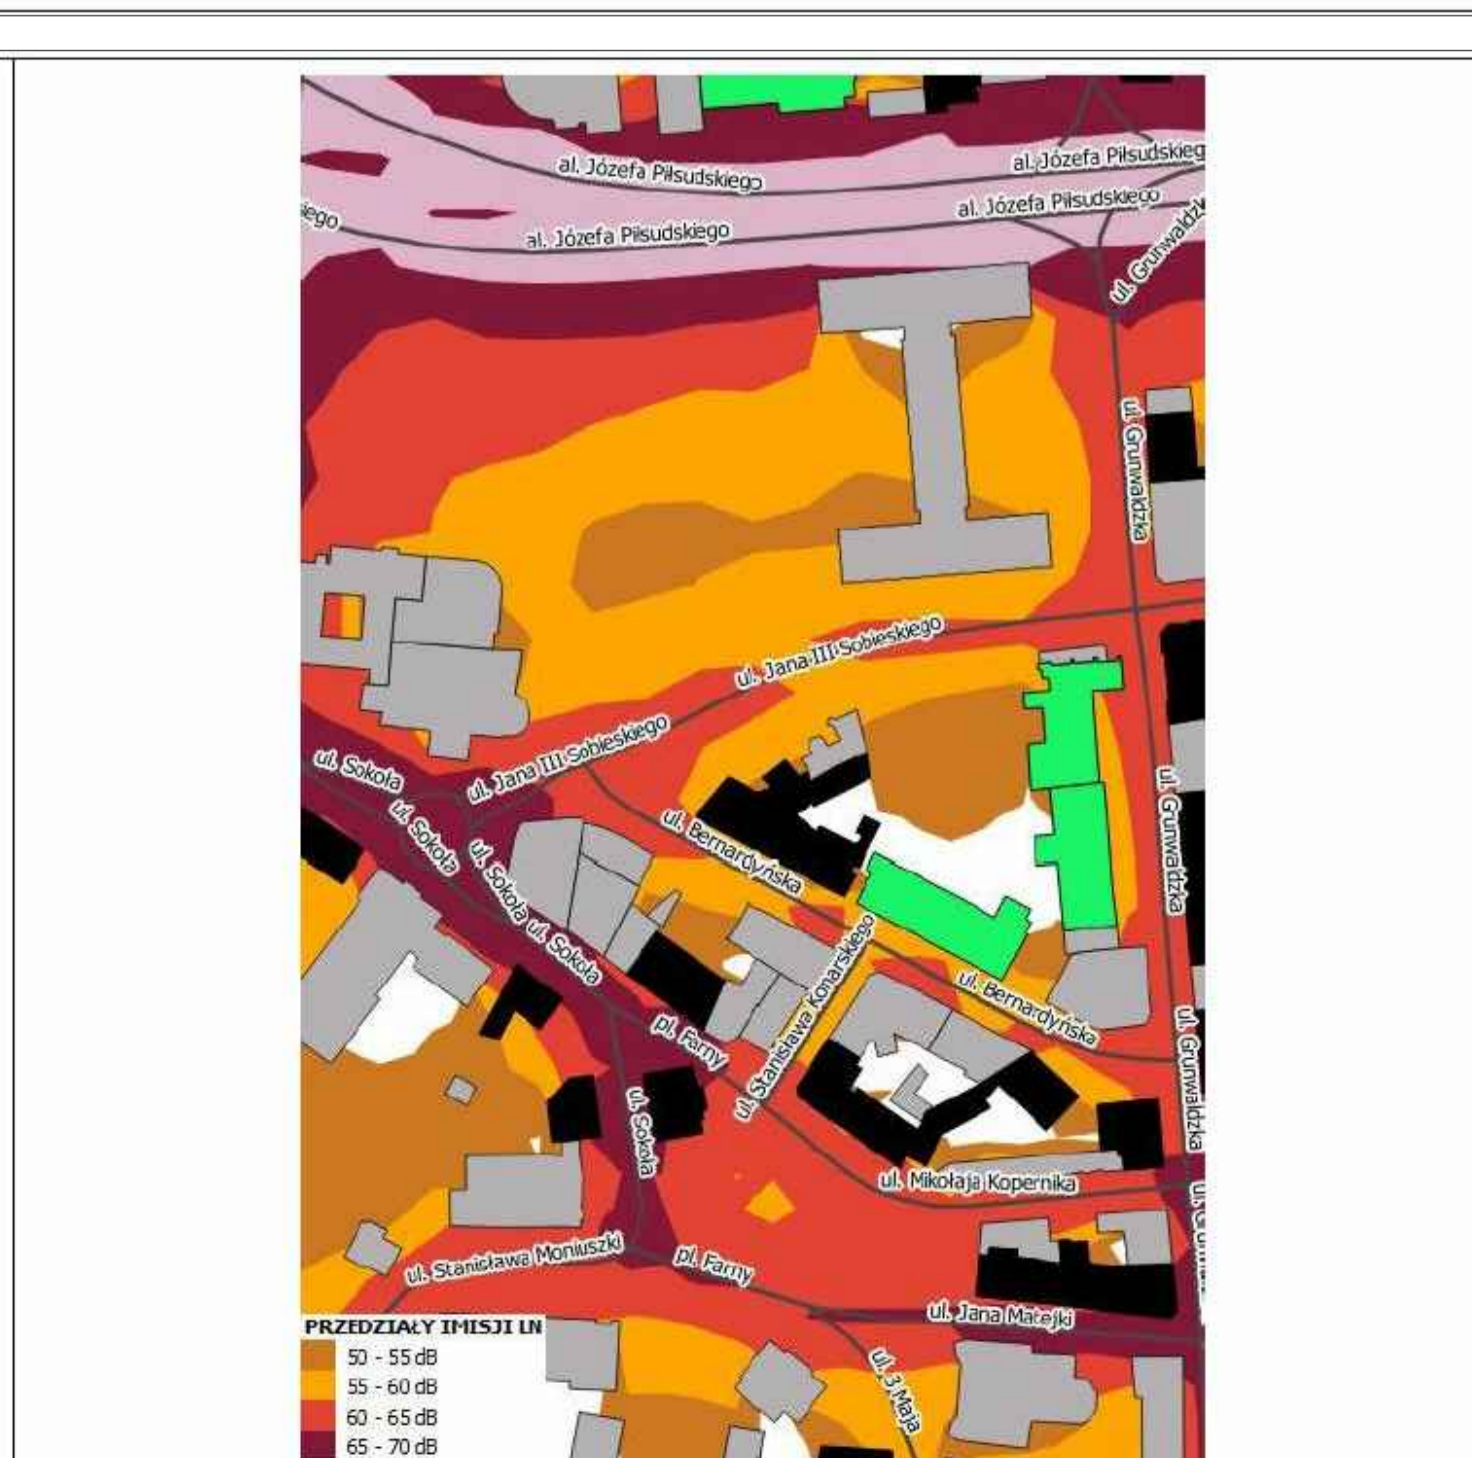 al. Józefa Piłsudskiego
al. Józefa Piłsudskieg
al. Józefa Piłsudskiego
iego
al. Józefa Piłsudskiego
ul. Grunwaldzk
ul. Grunwaldzka
ul. Jana III Sobieskiego
ul. Jana III Sobieskiego
ul. Sokoła
ul. Sokoła
ul. Sokoła
ul. Sokoła
ul. Bernardyńska
ul. Grunwaldzka
ul. Stanisława Konarskiego
ul. Bernardyńska
pl. Farny
ul. Grunwaldzka
ul. Sokoła
ul. Mikołaja Kopernika
ul. Stanisława Moniuszki
pl. Farny
ul. Jana Matejki
ul. 3 Maja
PRZEDZIAŁY IMISJI LN
50 - 55 dB
55 - 60 dB
60 - 65 dB
65 - 70 dB